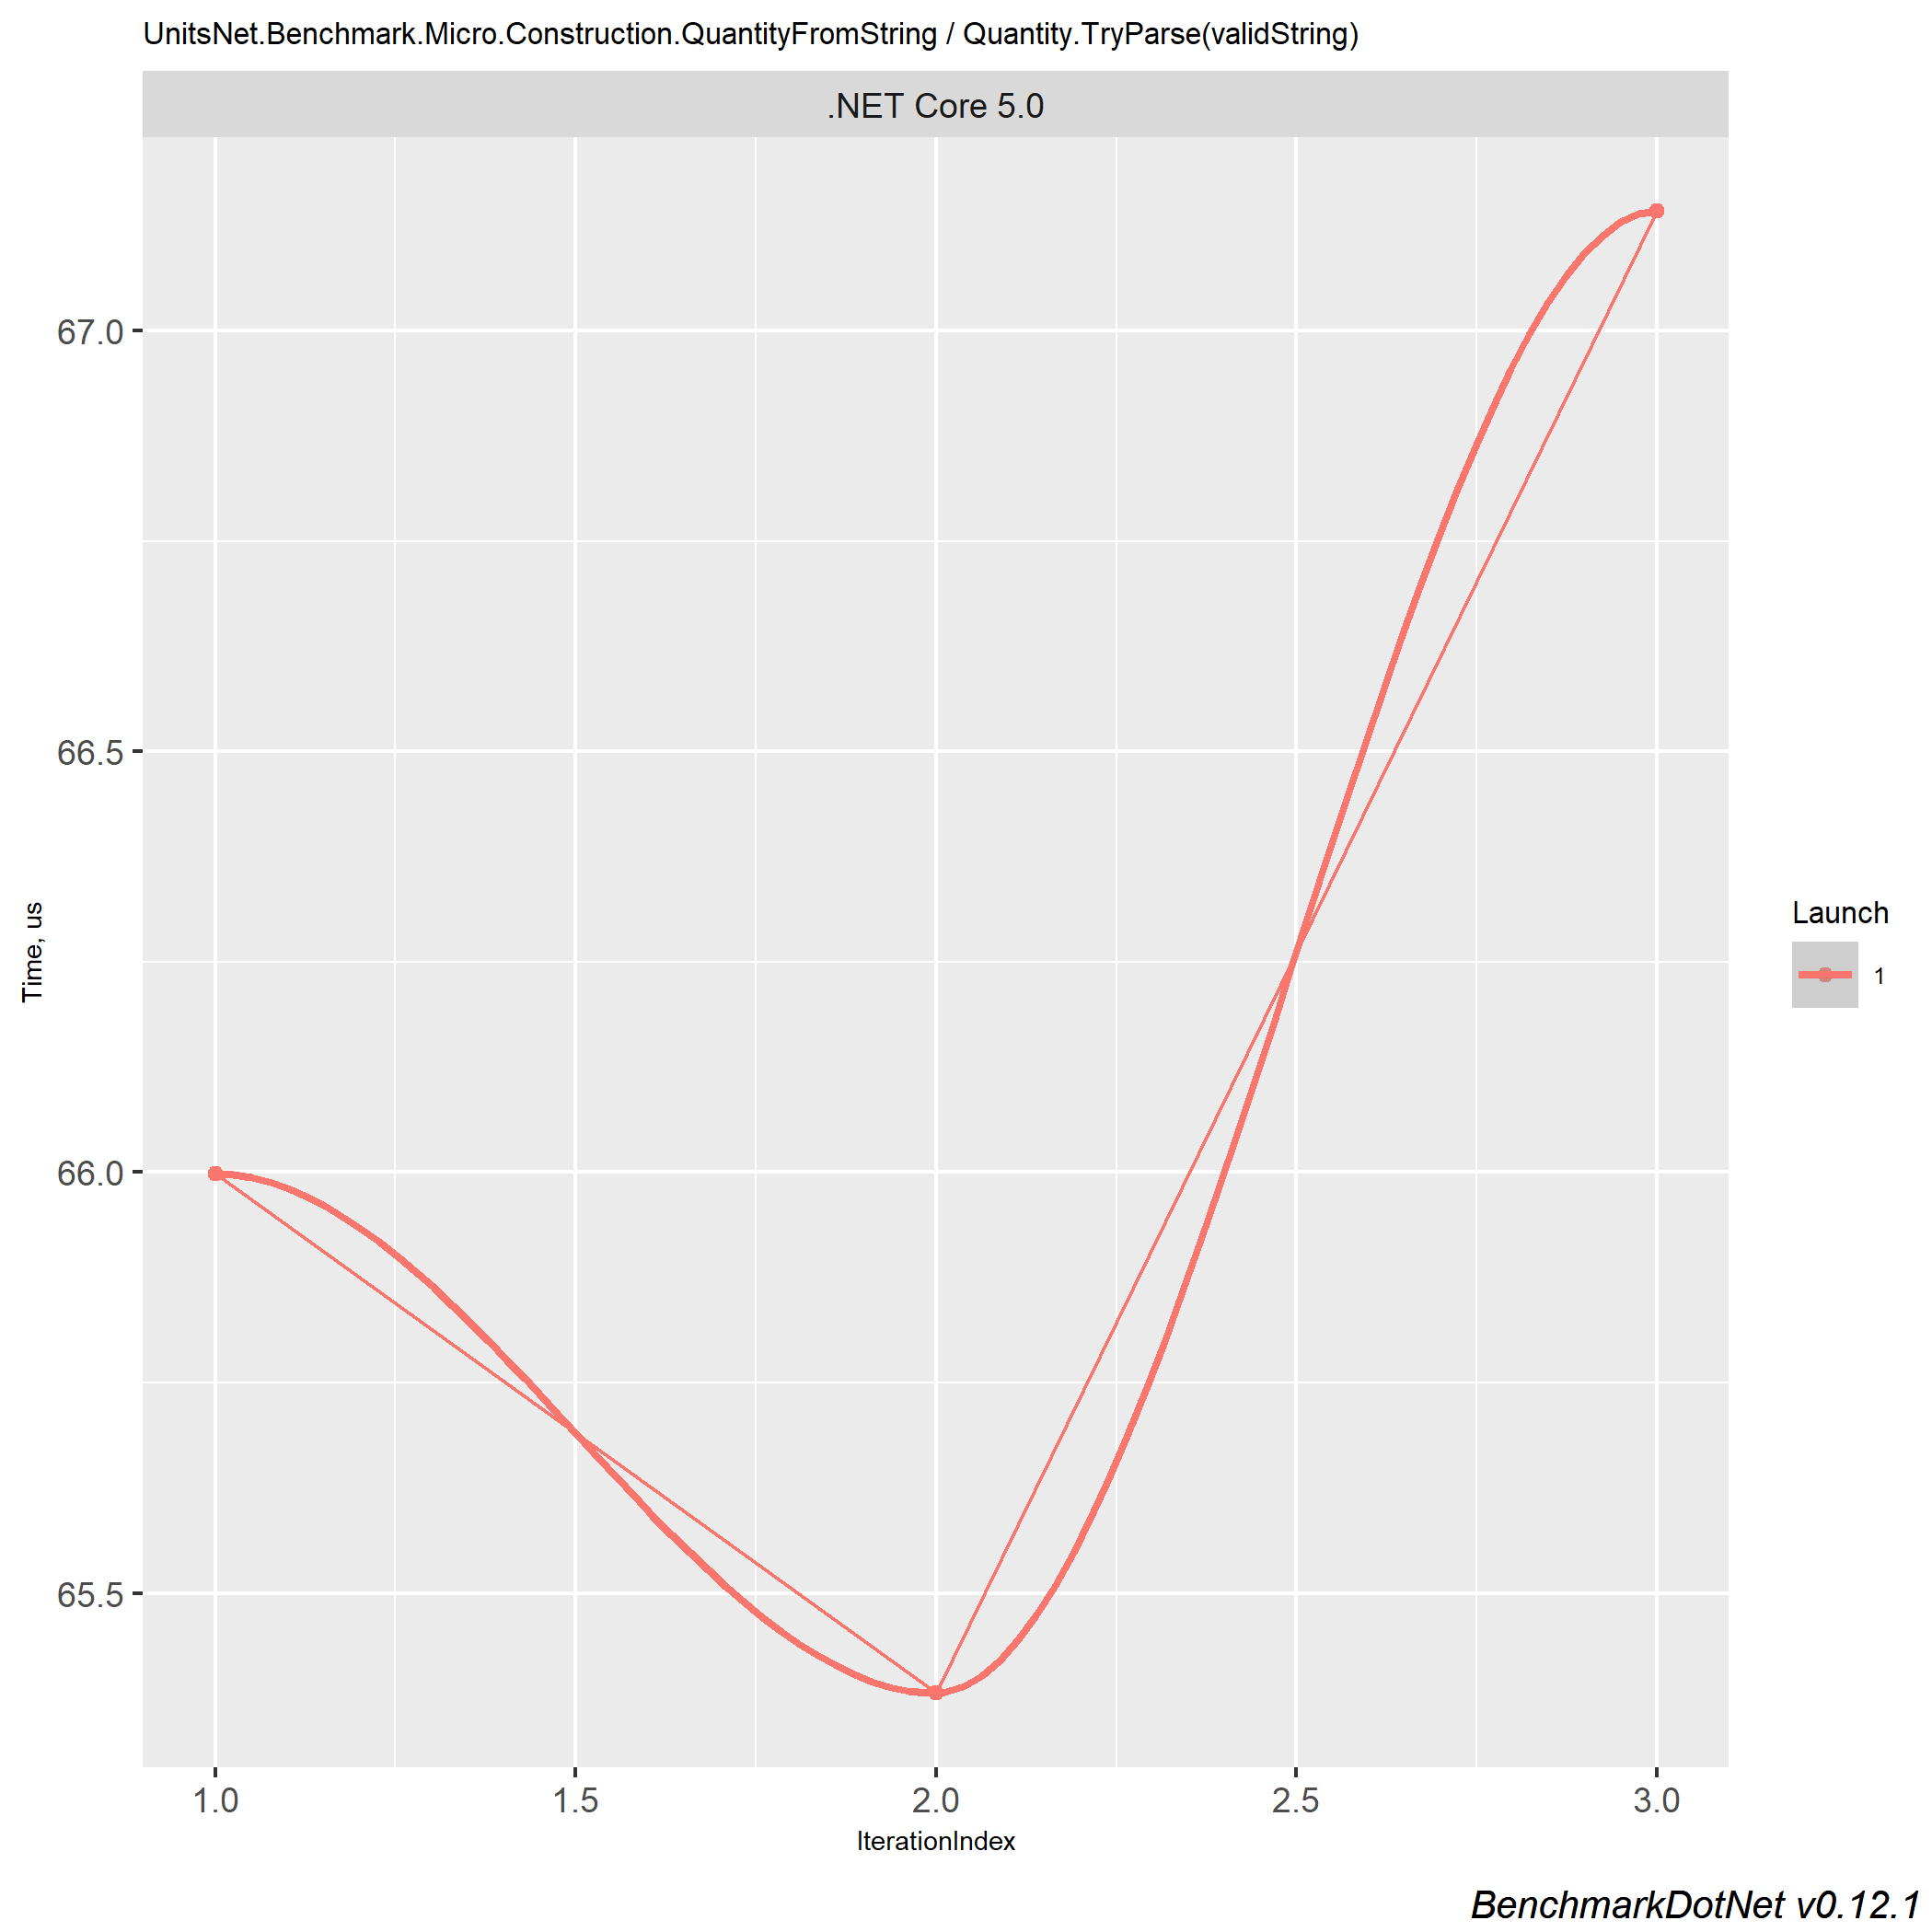 UnitsNet.Benchmark.Micro.Construction.QuantityFromString / Quantity.TryParse(validString)
.NET Core 5.0
67.0
66.5
66.0
65.5
Time, us
1.0 1.5 2.0 2.5 3.0
IterationIndex
Launch
1
BenchmarkDotNet v0.12.1